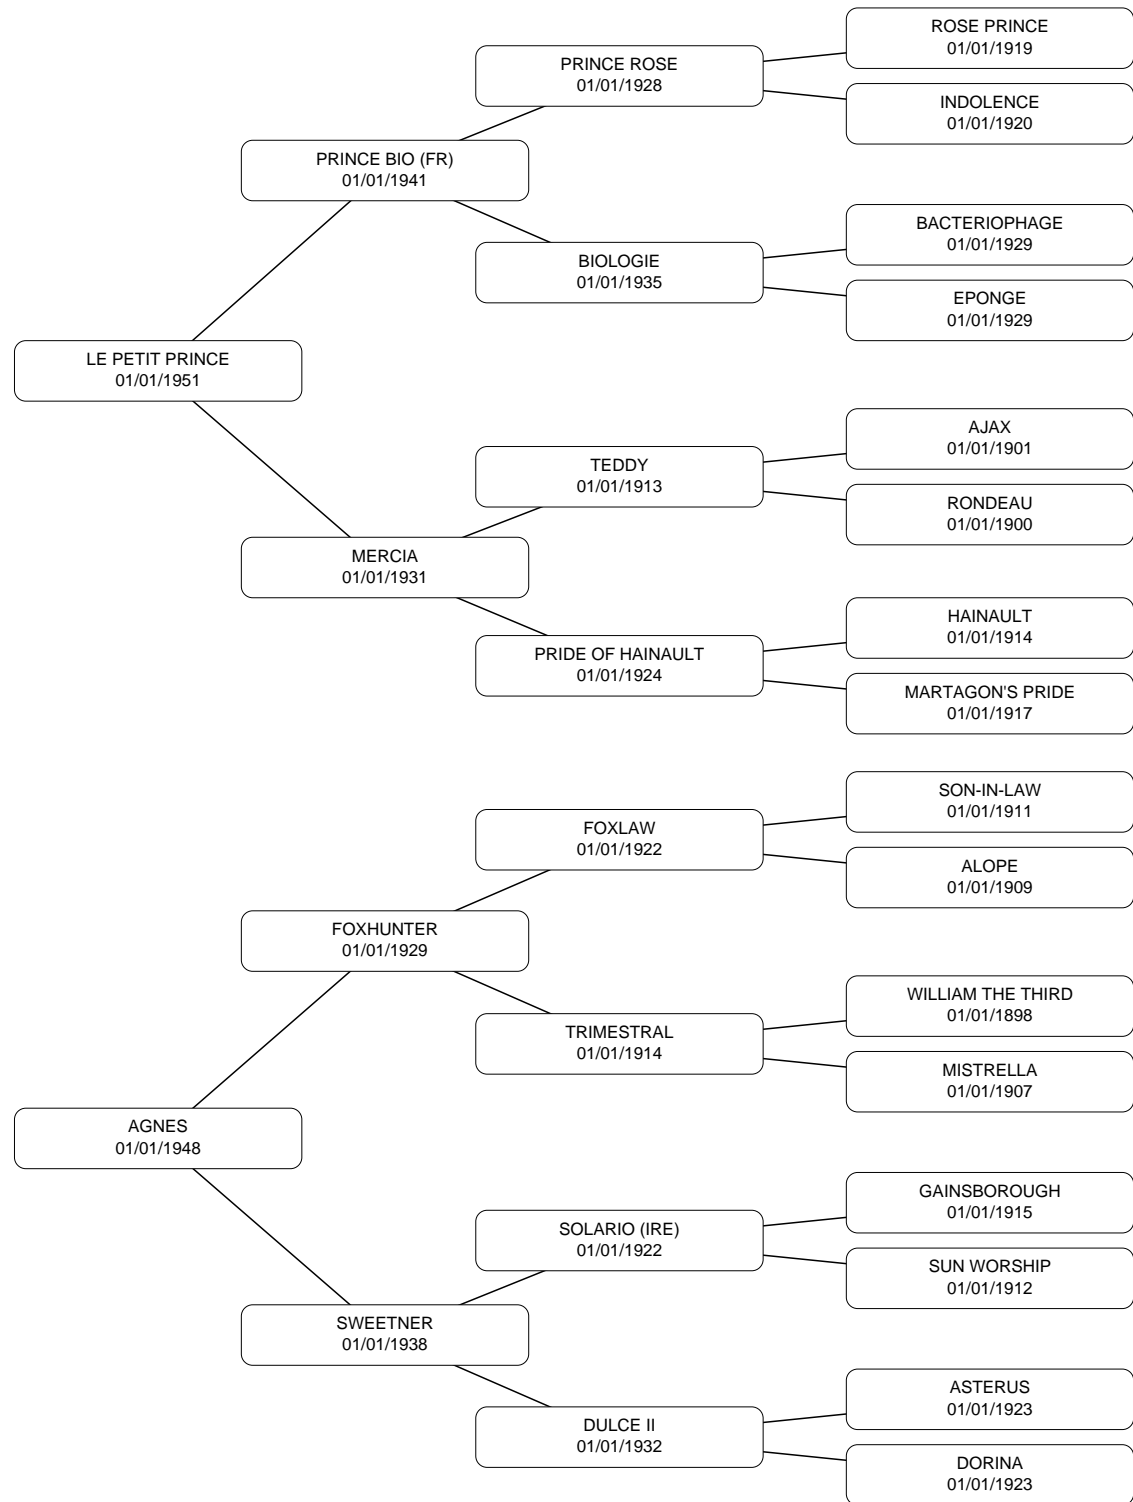 ROSE PRINCE
01/01/1919
PRINCE ROSE
01/01/1928
INDOLENCE
01/01/1920
PRINCE BIO (FR)
01/01/1941
BACTERIOPHAGE
01/01/1929
BIOLOGIE
01/01/1935
EPONGE
01/01/1929
LE PETIT PRINCE
01/01/1951
AJAX
01/01/1901
TEDDY
01/01/1913
RONDEAU
01/01/1900
MERCIA
01/01/1931
HAINAULT
01/01/1914
PRIDE OF HAINAULT
01/01/1924
MARTAGON'S PRIDE
01/01/1917
SON-IN-LAW
01/01/1911
FOXLAW
01/01/1922
ALOPE
01/01/1909
FOXHUNTER
01/01/1929
WILLIAM THE THIRD
01/01/1898
TRIMESTRAL
01/01/1914
MISTRELLA
01/01/1907
AGNES
01/01/1948
GAINSBOROUGH
01/01/1915
SOLARIO (IRE)
01/01/1922
SUN WORSHIP
01/01/1912
SWEETNER
01/01/1938
ASTERUS
01/01/1923
DULCE II
01/01/1932
DORINA
01/01/1923